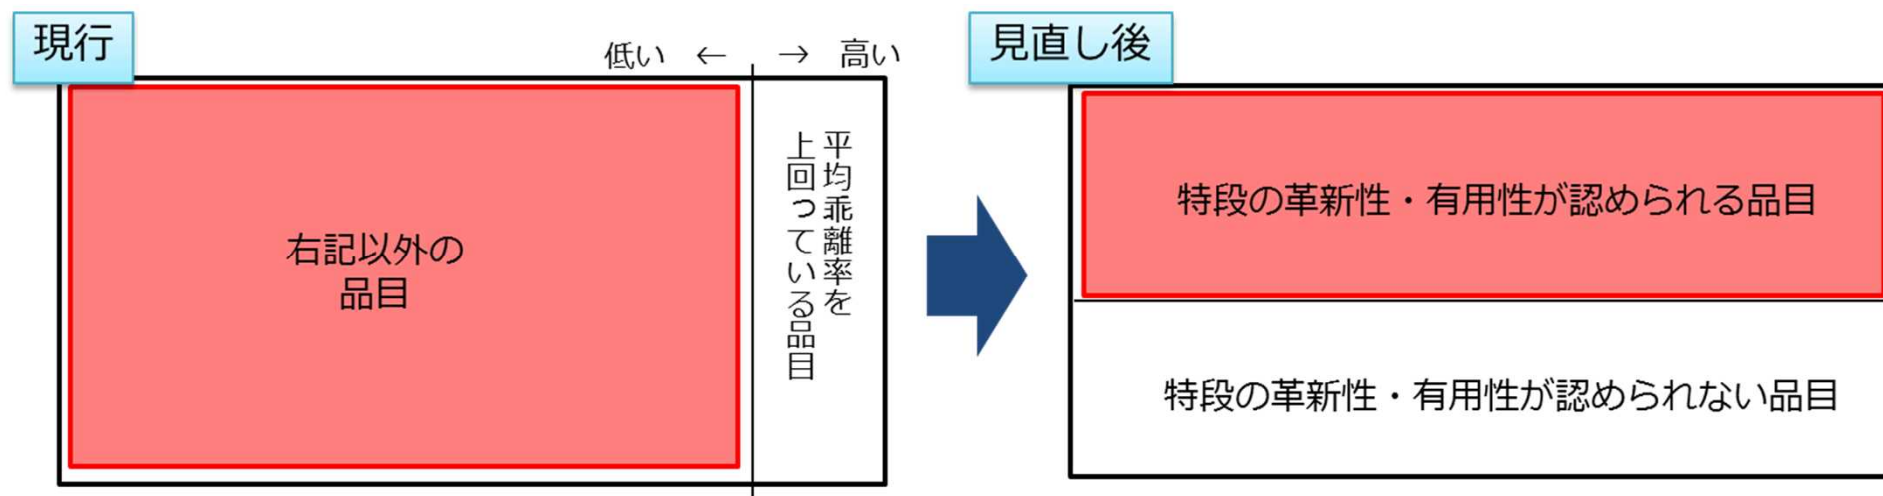 現行
低い ← → 高い
右記以外の
品目
平均乖離率を
上回っている品目
見直し後
特段の革新性・有用性が認められる品目
特段の革新性・有用性が認められない品目